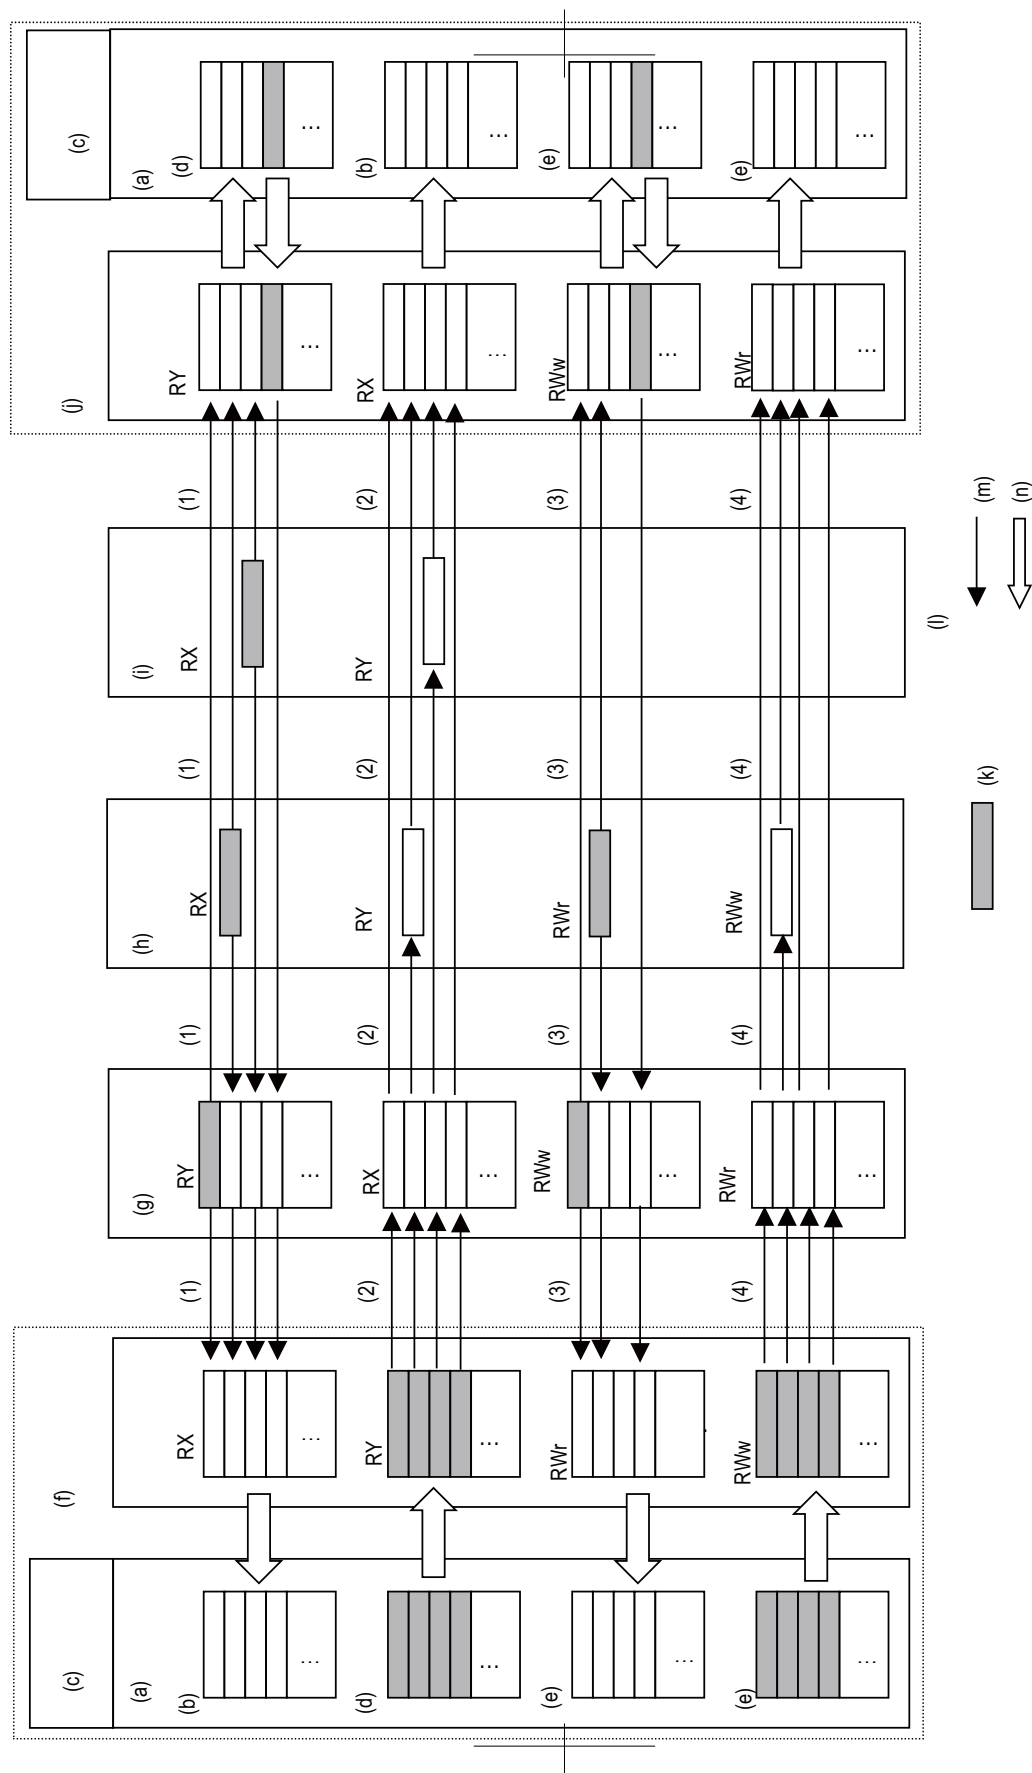 (c) (f) (j) (c)
(a) (g) (h) (i) (a)
(b) RX (1) RY (1) RX (1) RX (1) RY (d)
... ... ... ... ...
(d) RY (2) RX (2) RY (2) RY (2) RX (b)
... ... ... ... ...
(e) RWr (3) RWw (3) RWr (3) (3) RWw (e)
... ... ... ...
(e) RWw (4) RWr (4) RWw (4) (4) RWr (e)
... ... ... ... ...
(l)
(k) (m)
(n)